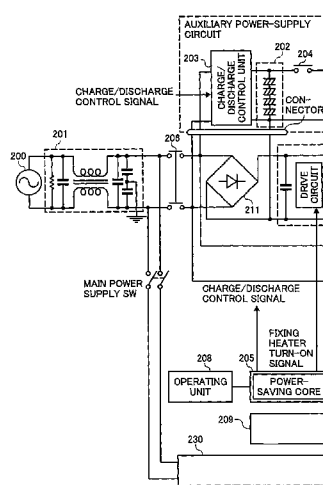 AUXILIARY POWER-SUPPLY
CIRCUIT
203
202
204
CHARGE/
DISCHARGE
CONTROL UNIT
CHARGE/DISCHARGE
CONTROL SIGNAL
CON-
NECTOR
201
206
200
211
DRIVE
CIRCUIT
MAIN POWER
SUPPLY SW
CHARGE/DISCHARGE
CONTROL SIGNAL
FIXING
HEATER
TURN-ON
SIGNAL
208
205
OPERATING
UNIT
POWER-
SAVING CORE
209
230